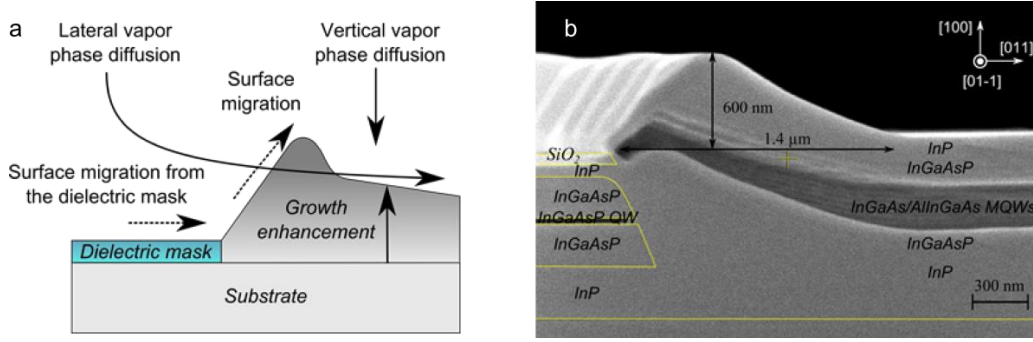 a
Lateral vapor
phase diffusion
Vertical vapor
phase diffusion
Surface
migration
Surface migration from
the dielectric mask
Growth
enhancement
Dielectric mask
Substrate
b
[100]
[011]
[01-1]
600 nm
1.4 µm
SiO2
InP
InGaAsP
InGaAsP QW
InGaAsP
InP
InP
InGaAsP
InGaAs/AlInGaAs MQWs
InGaAsP
InP
300 nm